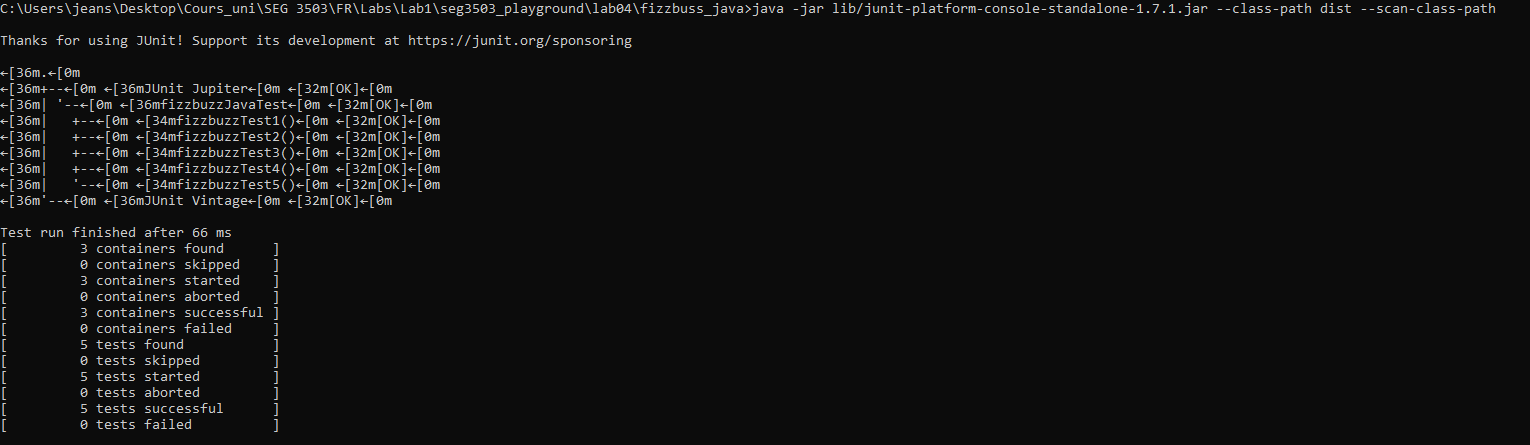 C:\Users\jeans\Desktop\Cours_uni\SEG 3503\FR\Labs\Lab1\seg3503_playground\lab04\fizzbuss_java>java -jar lib/junit-platform-console-standalone-1.7.1.jar --class-path dist --scan-class-path
Thanks for using JUnit! Support its development at https://junit.org/sponsoring
←[36m.←[0m
←[36m+--←[0m ←[36mJUnit Jupiter←[0m ←[32m[OK]←[0m
←[36m| '--←[0m ←[36mfizzbuzzJavaTest←[0m ←[32m[OK]←[0m
←[36m|   +--←[0m ←[34mfizzbuzzTest1()←[0m ←[32m[OK]←[0m
←[36m|   +--←[0m ←[34mfizzbuzzTest2()←[0m ←[32m[OK]←[0m
←[36m|   +--←[0m ←[34mfizzbuzzTest3()←[0m ←[32m[OK]←[0m
←[36m|   +--←[0m ←[34mfizzbuzzTest4()←[0m ←[32m[OK]←[0m
←[36m|   '--←[0m ←[34mfizzbuzzTest5()←[0m ←[32m[OK]←[0m
←[36m'--←[0m ←[36mJUnit Vintage←[0m ←[32m[OK]←[0m
Test run finished after 66 ms
[         3 containers found      ]
[         0 containers skipped    ]
[         3 containers started    ]
[         0 containers aborted    ]
[         3 containers successful ]
[         0 containers failed     ]
[         5 tests found           ]
[         0 tests skipped         ]
[         5 tests started         ]
[         0 tests aborted         ]
[         5 tests successful      ]
[         0 tests failed          ]